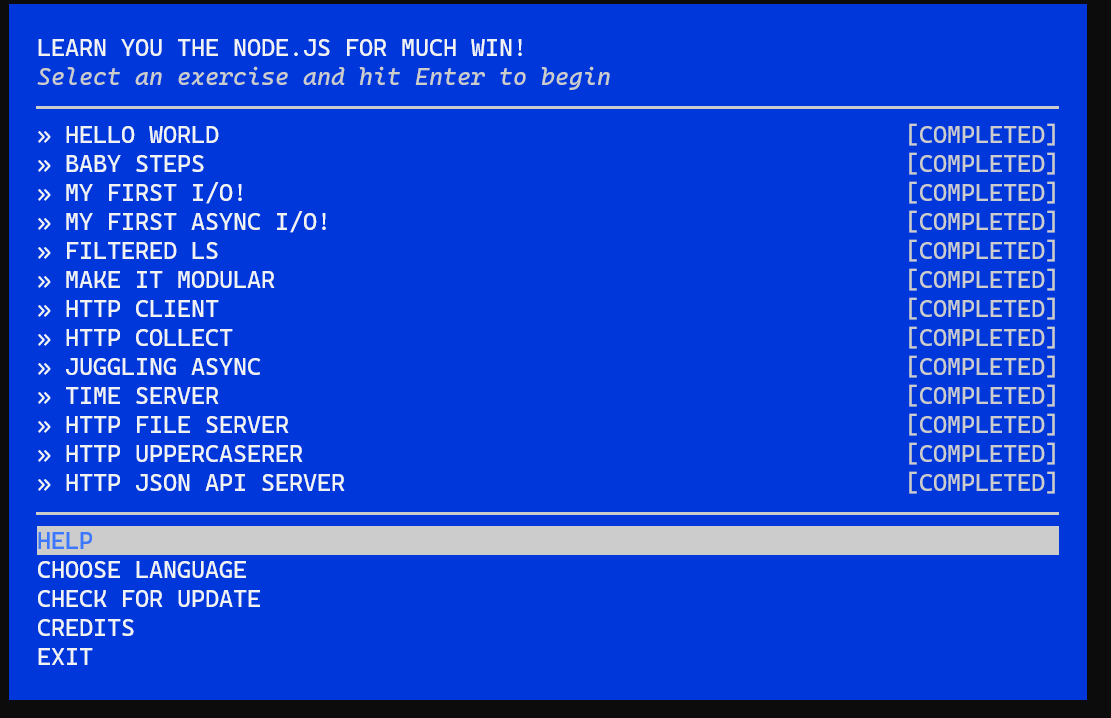 LEARN YOU THE NODE.JS FOR MUCH WIN!
Select an exercise and hit Enter to begin
» HELLO WORLD [COMPLETED]
» BABY STEPS [COMPLETED]
» MY FIRST I/O! [COMPLETED]
» MY FIRST ASYNC I/O! [COMPLETED]
» FILTERED LS [COMPLETED]
» MAKE IT MODULAR [COMPLETED]
» HTTP CLIENT [COMPLETED]
» HTTP COLLECT [COMPLETED]
» JUGGLING ASYNC [COMPLETED]
» TIME SERVER [COMPLETED]
» HTTP FILE SERVER [COMPLETED]
» HTTP UPPERCASERER [COMPLETED]
» HTTP JSON API SERVER [COMPLETED]
HELP
CHOOSE LANGUAGE
CHECK FOR UPDATE
CREDITS
EXIT